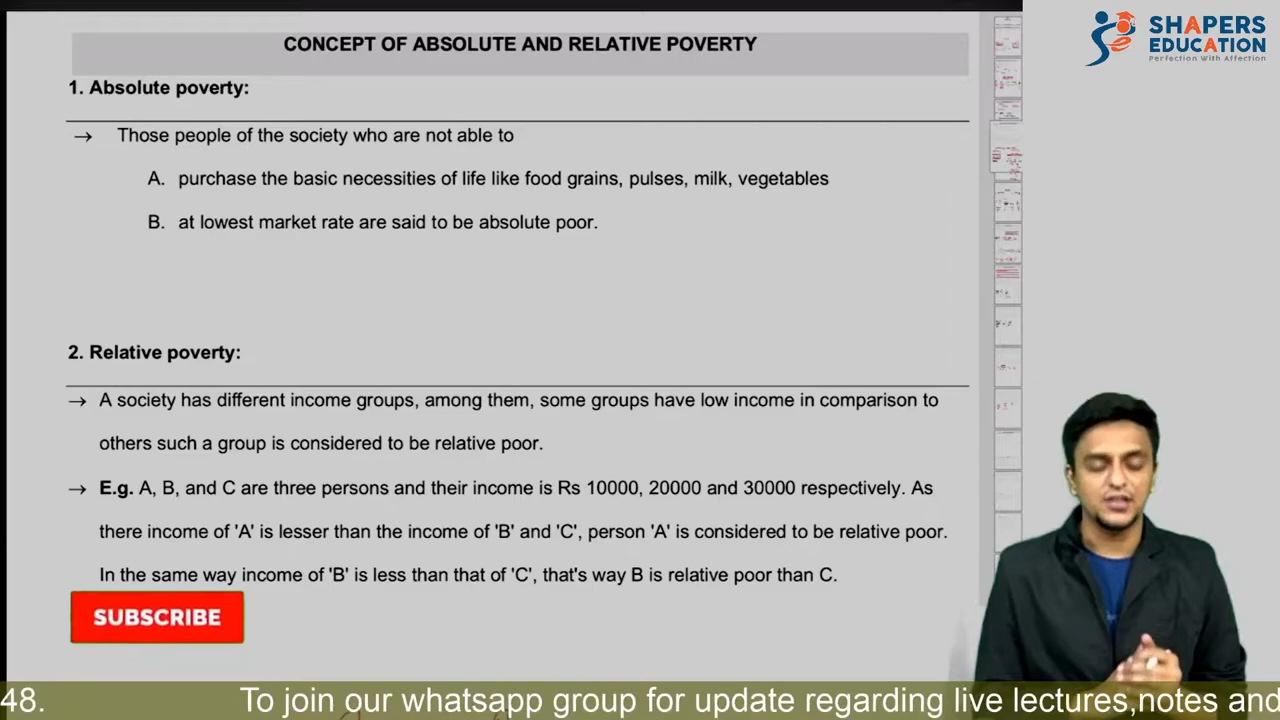 CONCEPT OF ABSOLUTE AND RELATIVE POVERTY
SHAPERS
EDUCATION
Perfection With Affection
1. Absolute poverty:
→ Those people of the society who are not able to
A. purchase the basic necessities of life like food grains, pulses, milk, vegetables
B. at lowest market rate are said to be absolute poor.
2. Relative poverty:
→ A society has different income groups, among them, some groups have low income in comparison to
others such a group is considered to be relative poor.
→ E.g. A, B, and C are three persons and their income is Rs 10000, 20000 and 30000 respectively. As
there income of 'A' is lesser than the income of 'B' and 'C', person 'A' is considered to be relative poor.
In the same way income of 'B' is less than that of 'C', that's way B is relative poor than C.
SUBSCRIBE
48. To join our whatsapp group for update regarding live lectures,notes and